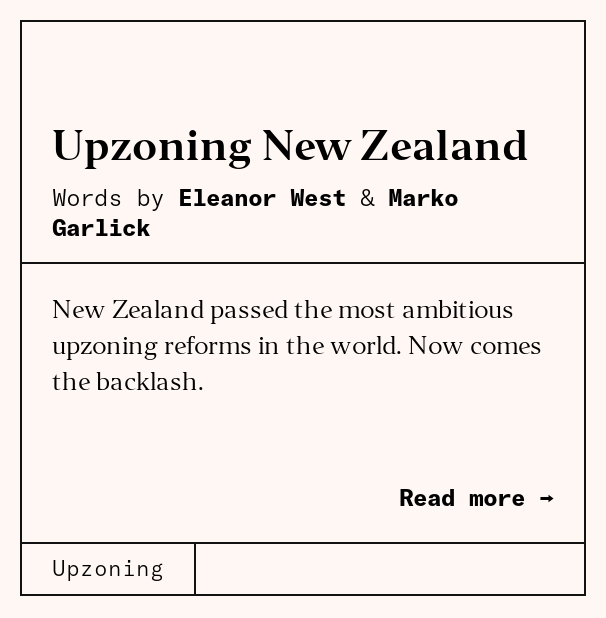 Upzoning New Zealand
Words by Eleanor West & Marko
Garlick
New Zealand passed the most ambitious
upzoning reforms in the world. Now comes
the backlash.
Read more →
Upzoning